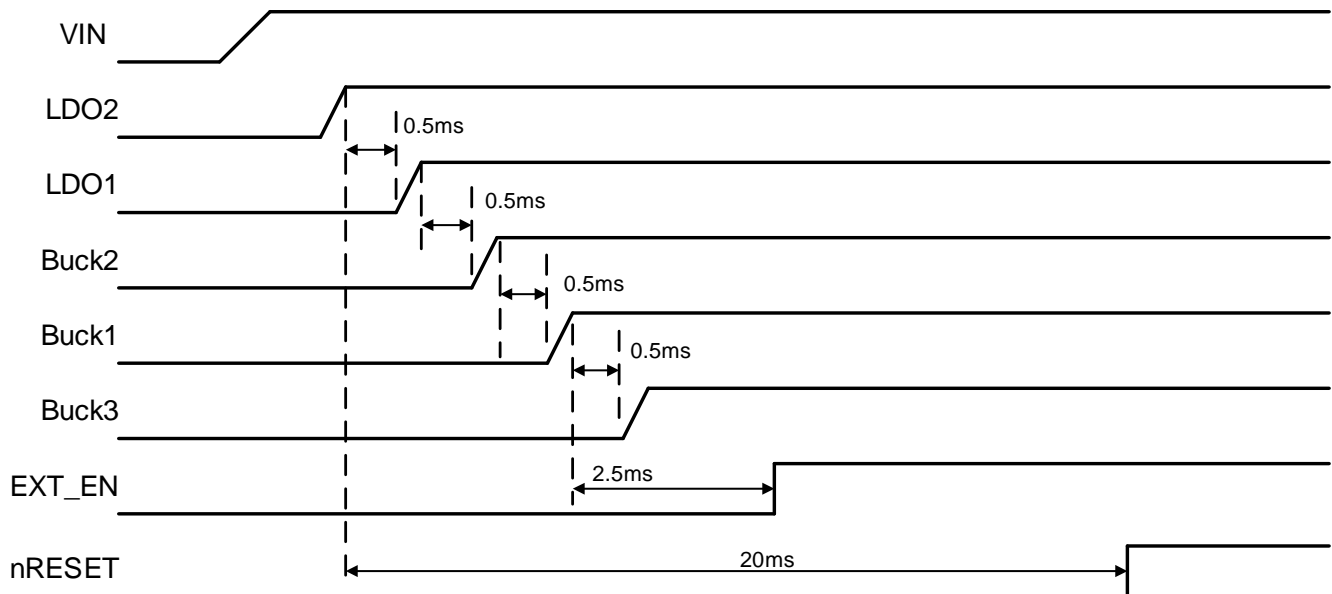 VIN
LDO2
0.5ms
LDO1
0.5ms
Buck2
0.5ms
Buck1
0.5ms
Buck3
EXT_EN
2.5ms
nRESET
20ms